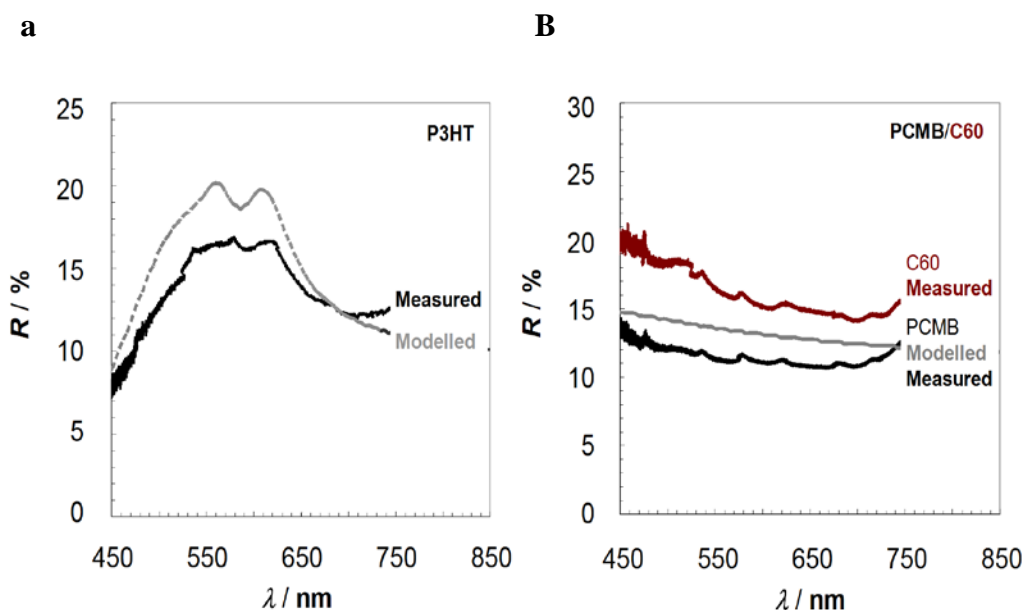 a
25
20
15
10
5
0
R / %
P3HT
Measured
Modelled
450 550 650 750 850
λ / nm
B
30
25
20
15
10
5
0
R / %
PCMB/C60
C60
Measured
PCMB
Modelled
Measured
450 550 650 750 850
λ / nm